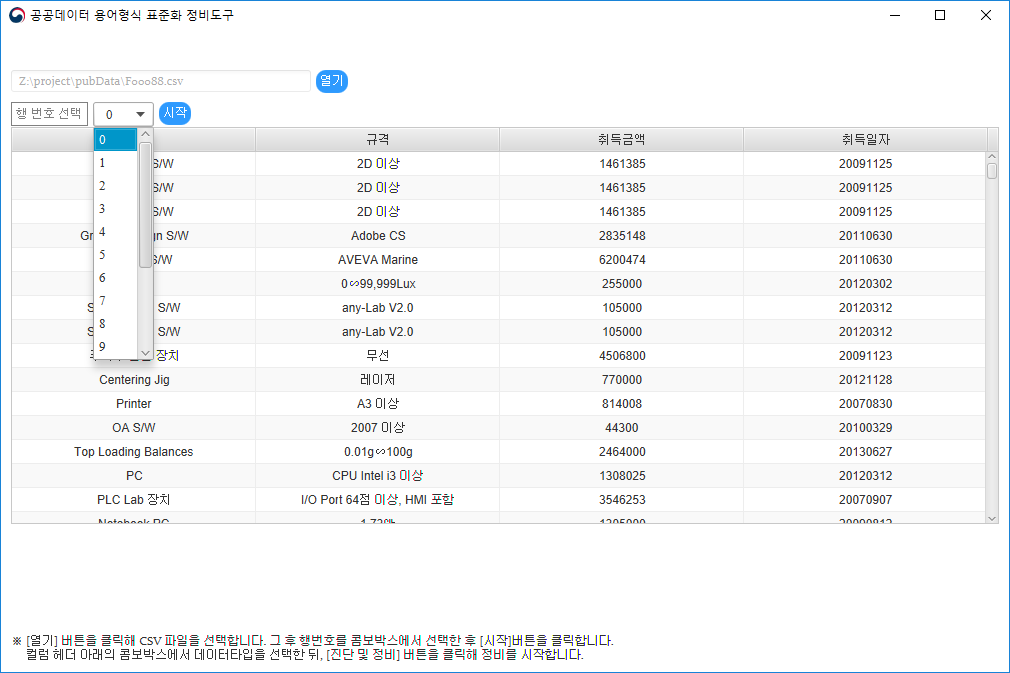 공공데이터 용어형식 표준화 정비도구
Z:\project\pubData\Fooo88.csv 열기
행 번호 선택 0 시작
규격 취득금액 취득일자
0
1
2
3
4
5
6
7
8
9
S/W 2D 이상 1461385 20091125
S/W 2D 이상 1461385 20091125
S/W 2D 이상 1461385 20091125
S/W Adobe CS 2835148 20110630
S/W AVEVA Marine 6200474 20110630
0∽99,999Lux 255000 20120302
S/W any-Lab V2.0 105000 20120312
S/W any-Lab V2.0 105000 20120312
장치 무선 4506800 20091123
Centering Jig 레이저 770000 20121128
Printer A3 이상 814008 20070830
OA S/W 2007 이상 44300 20100329
Top Loading Balances 0.01g∽100g 2464000 20130627
PC CPU Intel i3 이상 1308025 20120312
PLC Lab 장치 I/O Port 64점 이상, HMI 포함 3546253 20070907
Notebook PC
※ [열기] 버튼을 클릭해 CSV 파일을 선택합니다. 그 후 행번호를 콤보박스에서 선택한 후 [시작]버튼을 클릭합니다.
컬럼 헤더 아래의 콤보박스에서 데이터타입을 선택한 뒤, [진단 및 정비] 버튼을 클릭해 정비를 시작합니다.